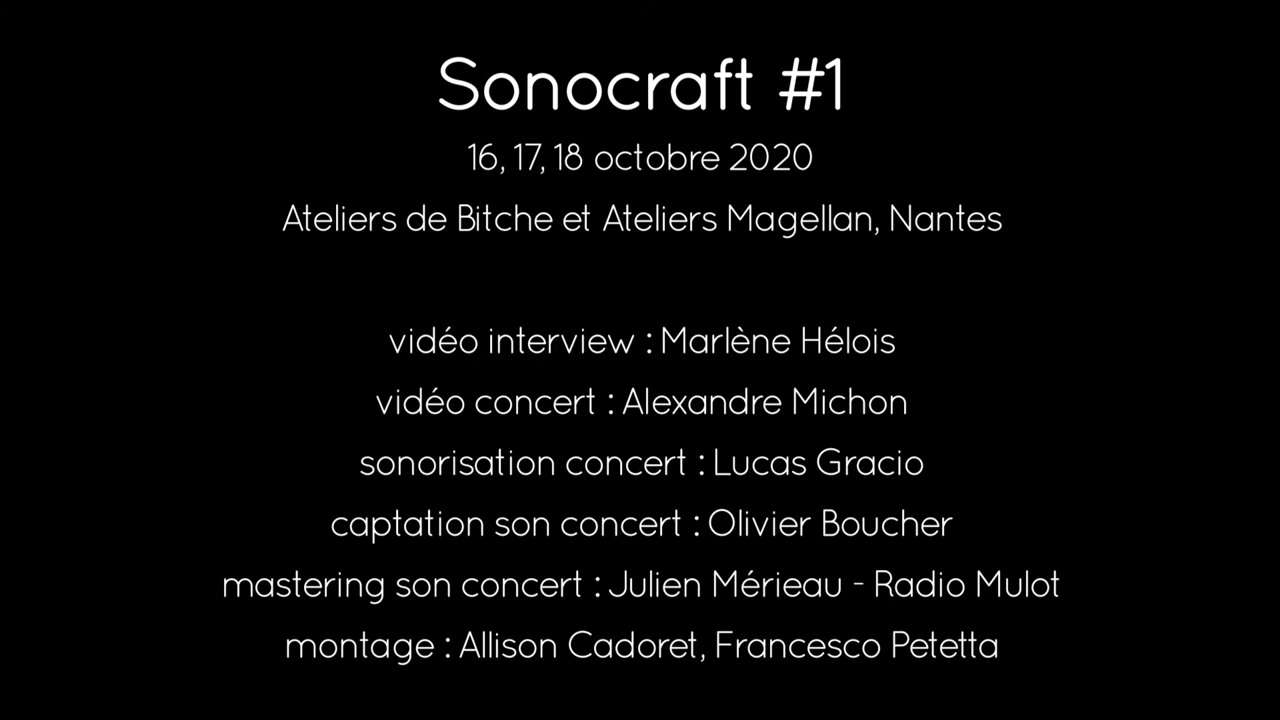 Sonocraft #1
16, 17, 18 octobre 2020
Ateliers de Bitche et Ateliers Magellan, Nantes
vidéo interview : Marlène Hélois
vidéo concert : Alexandre Michon
sonorisation concert : Lucas Gracio
captation son concert : Olivier Boucher
mastering son concert : Julien Mérieau - Radio Mulot
montage : Allison Cadoret, Francesco Petetta